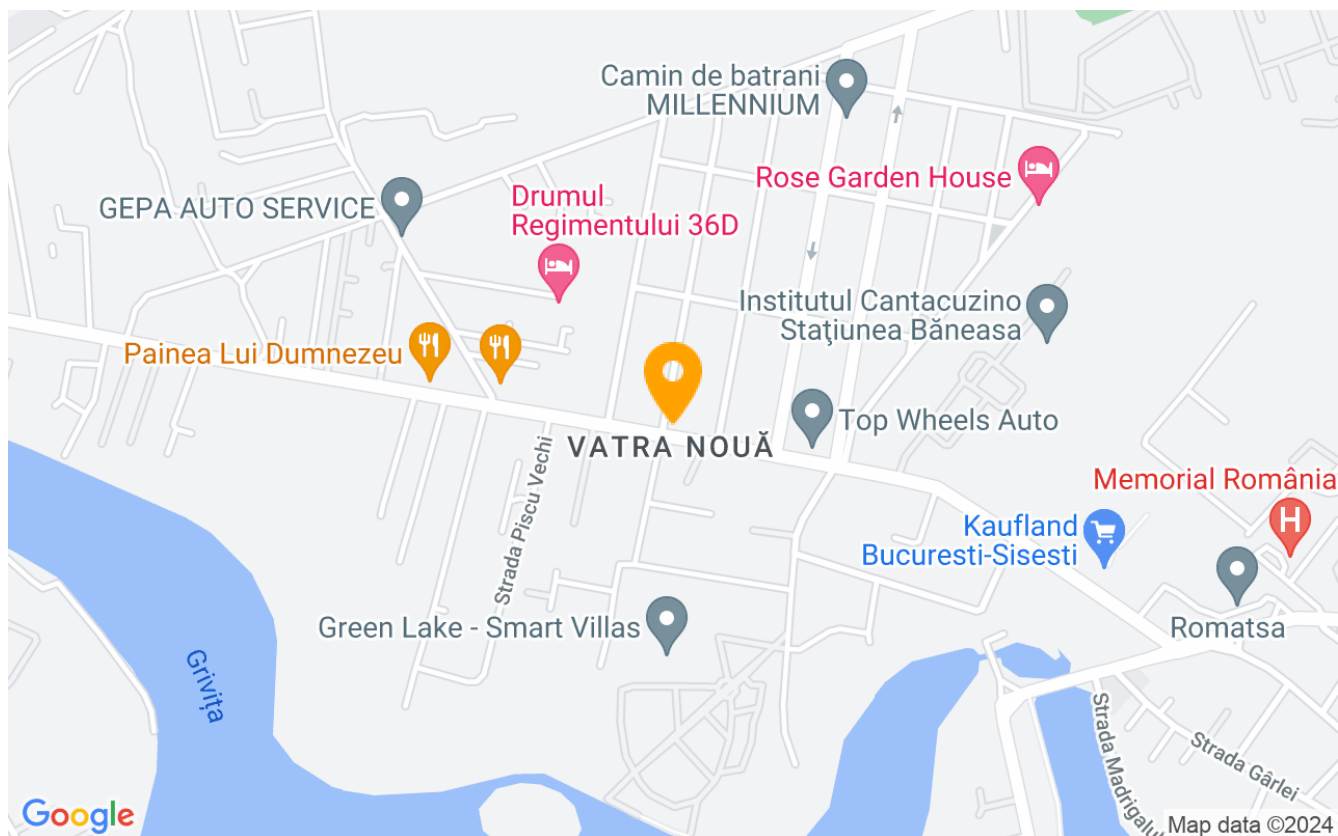 Camin de batrani
MILLENNIUM
Rose Garden House
Drumul
Regimentului 36D
GEPA AUTO SERVICE
Institutul Cantacuzino
Stațiunea Băneasa
Painea Lui Dumnezeu
Top Wheels Auto
VATRA NOUĂ
Memorial România
H
Kaufland
Bucuresti-Sisesti
Strada Piscu Vechi
Green Lake - Smart Villas
Romatsa
Grivița
Strada Madrigalu
Strada Gârlei
Google
Map data ©2024